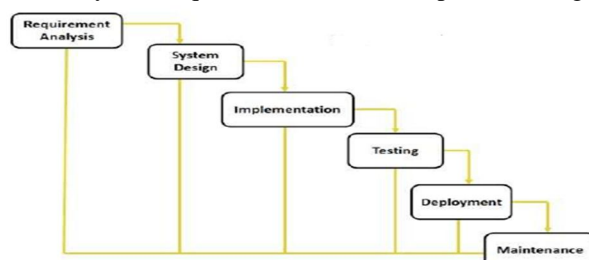 Requirement
Analysis
System
Design
Implementation
Testing
Deployment
Maintenance